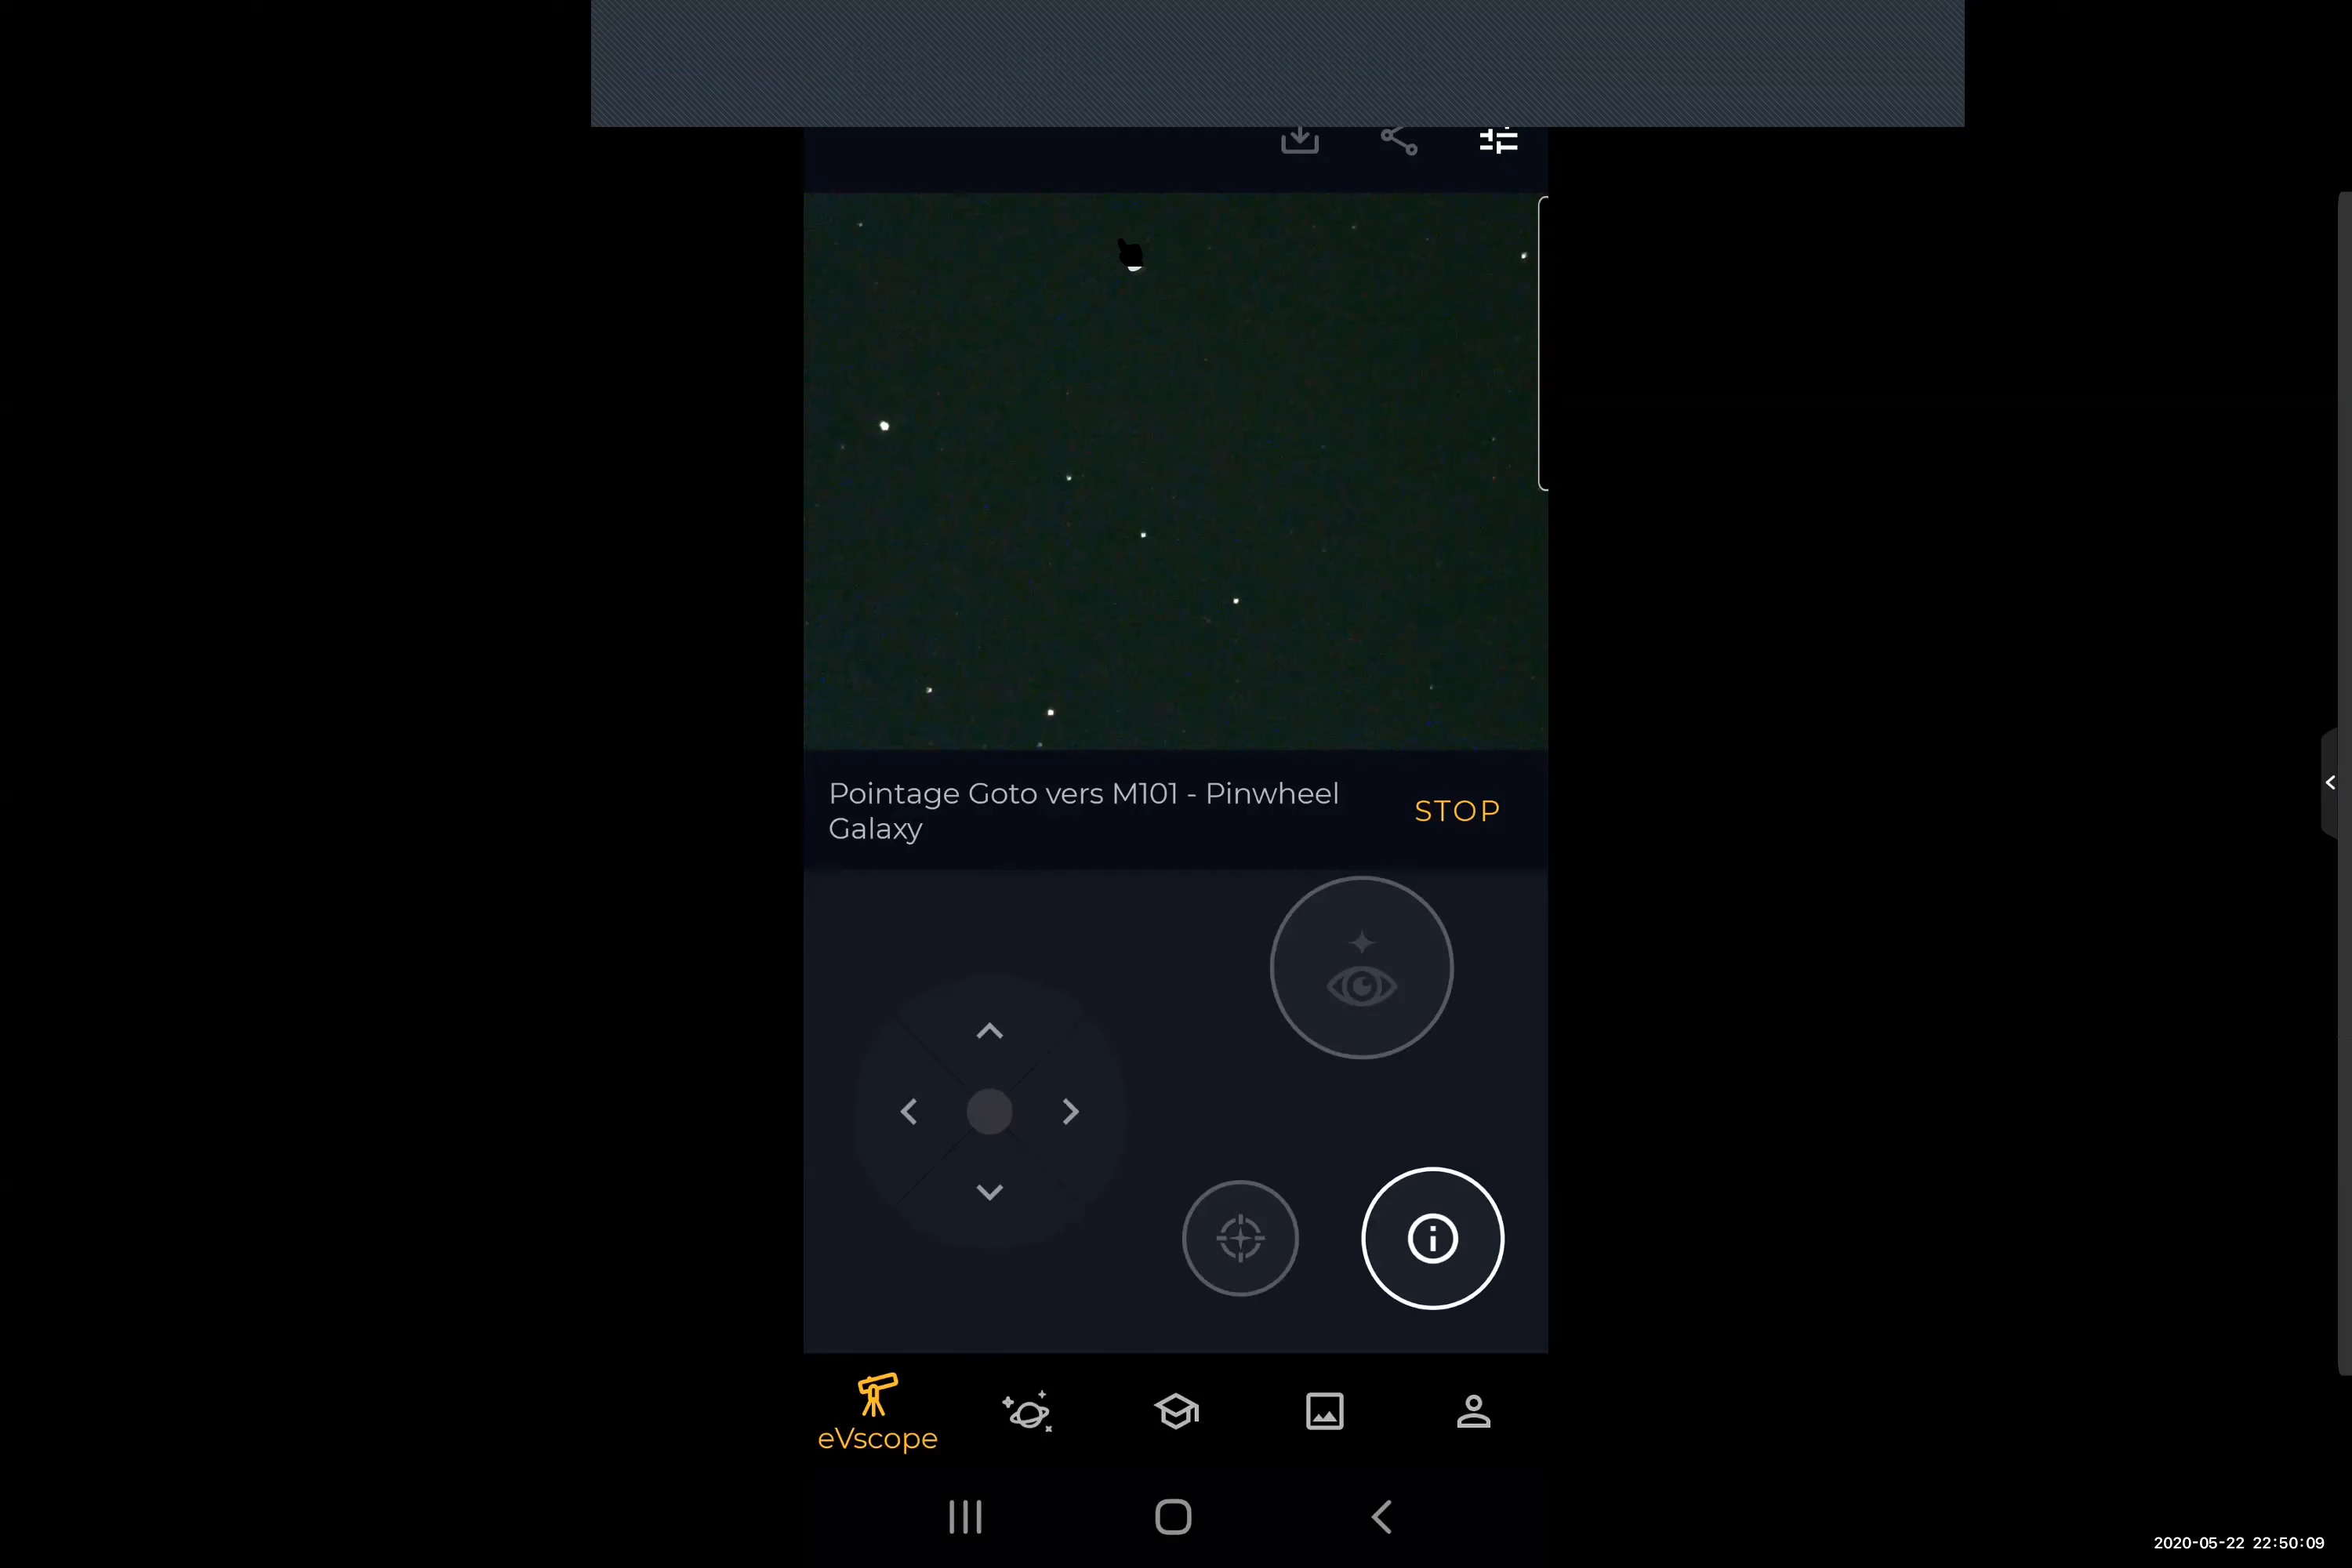 Pointage Goto vers M101 - Pinwheel
Galaxy
STOP
eVscope
2020-05-22 22:50:09